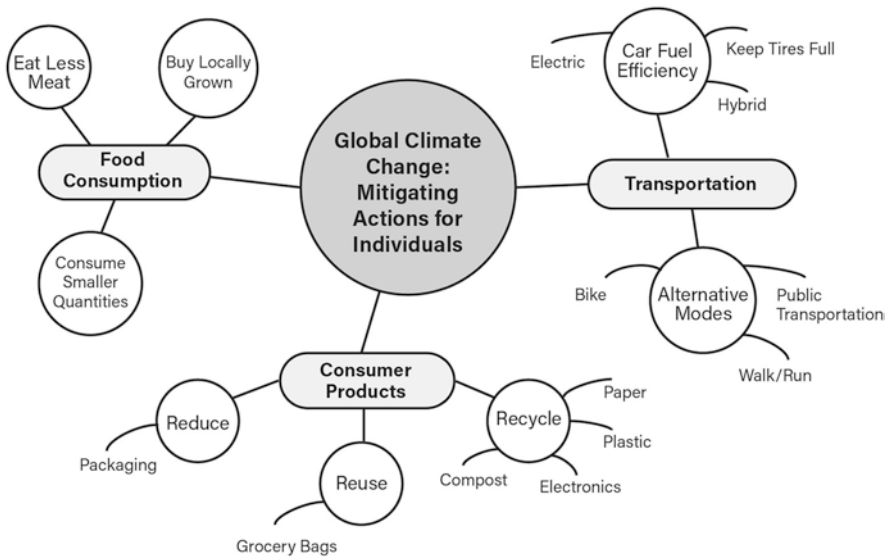 Global Climate
Change:
Mitigating
Actions for
Individuals
Food
Consumption
Eat Less
Meat
Buy Locally
Grown
Consume
Smaller
Quantities
Transportation
Car Fuel
Efficiency
Electric
Keep Tires Full
Hybrid
Alternative
Modes
Bike
Public
Transportation
Walk/Run
Consumer
Products
Reduce
Packaging
Reuse
Grocery Bags
Recycle
Paper
Plastic
Compost
Electronics